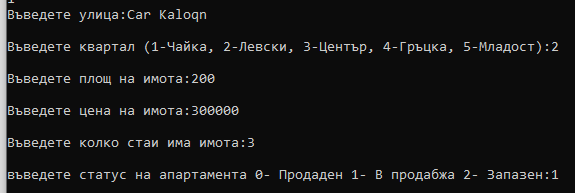 Въведете улица:Car Kaloqn
Въведете квартал (1-Чайка, 2-Левски, 3-Център, 4-Гръцка, 5-Младост):2
Въведете площ на имота:200
Въведете цена на имота:300000
Въведете колко стаи има имота:3
въведете статус на апартамента 0- Продаден 1- В продабжа 2- Запазен:1